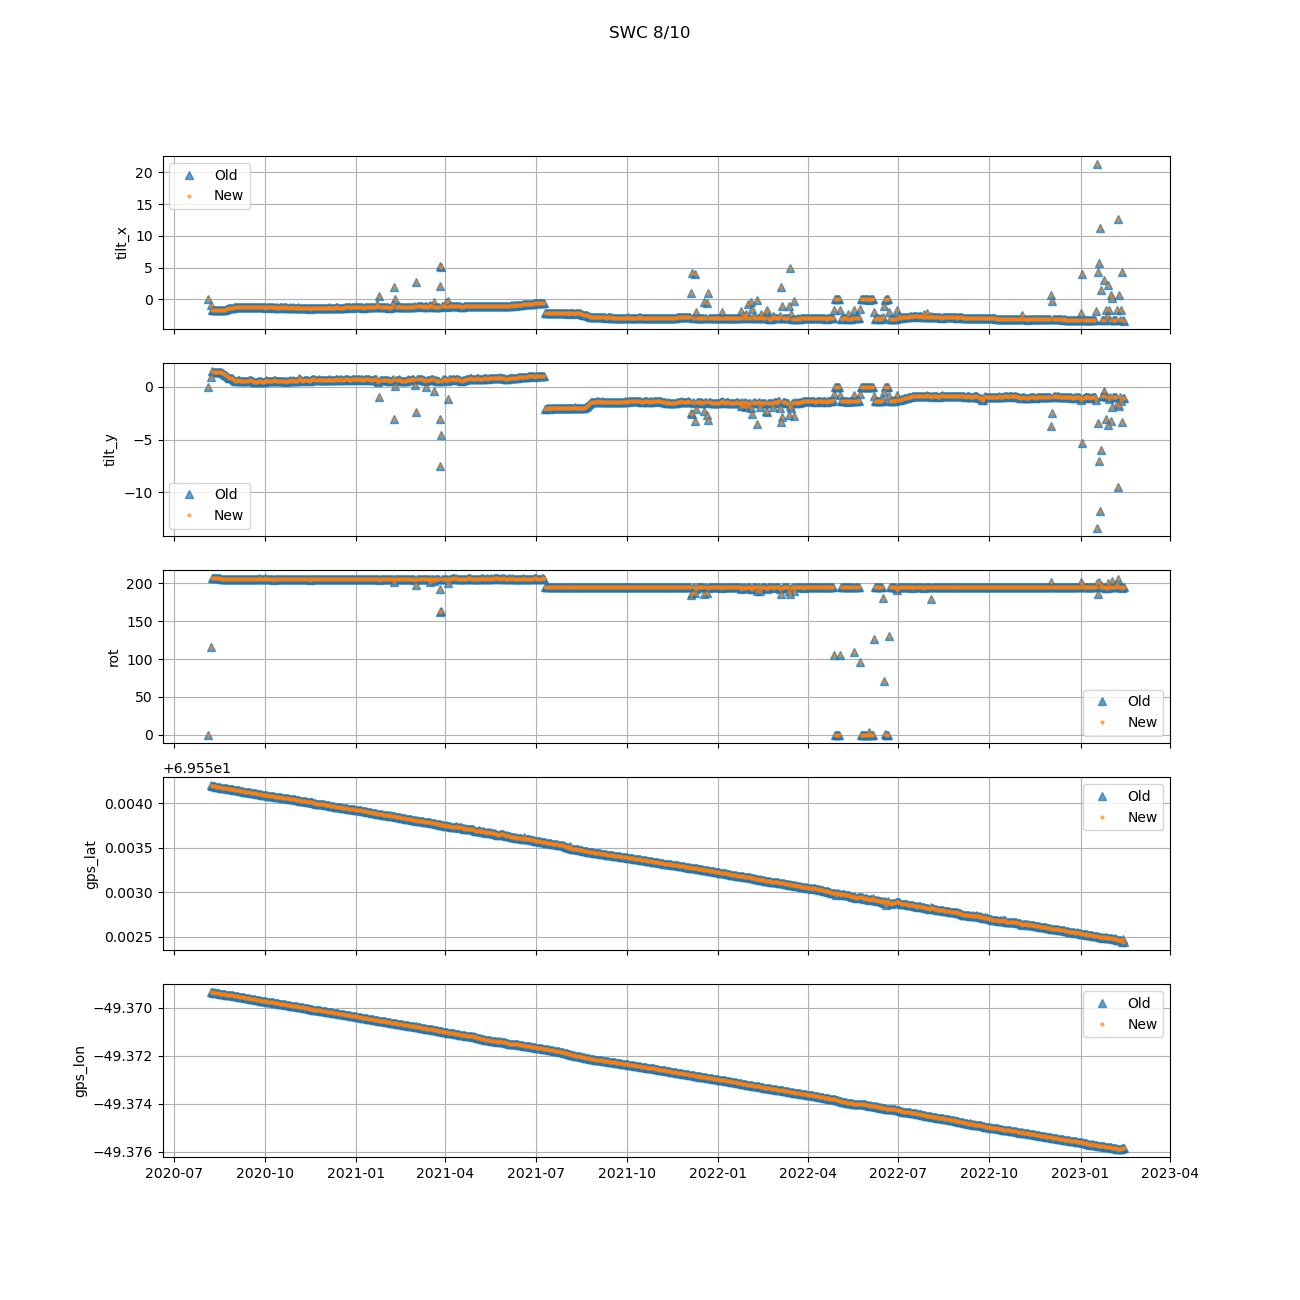 SWC 8/10
20
15
10
5
0
tilt_x
Old
New
0
−5
−10
tilt_y
Old
New
200
150
100
50
0
rot
Old
New
+6.955e1
0.0040
0.0035
0.0030
0.0025
gps_lat
Old
New
−49.370
−49.372
−49.374
−49.376
gps_lon
Old
New
2020-07 2020-10 2021-01 2021-04 2021-07 2021-10 2022-01 2022-04 2022-07 2022-10 2023-01 2023-04